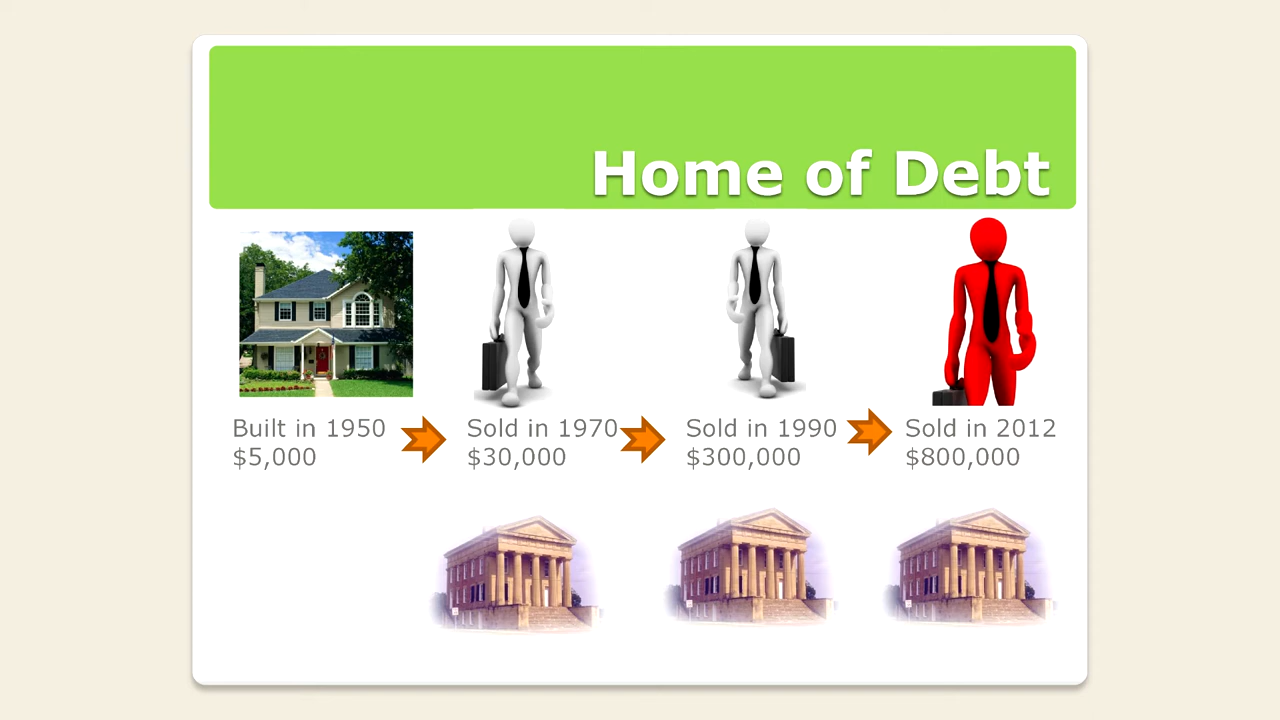 Home of Debt
Built in 1950
$5,000
Sold in 1970
$30,000
Sold in 1990
$300,000
Sold in 2012
$800,000